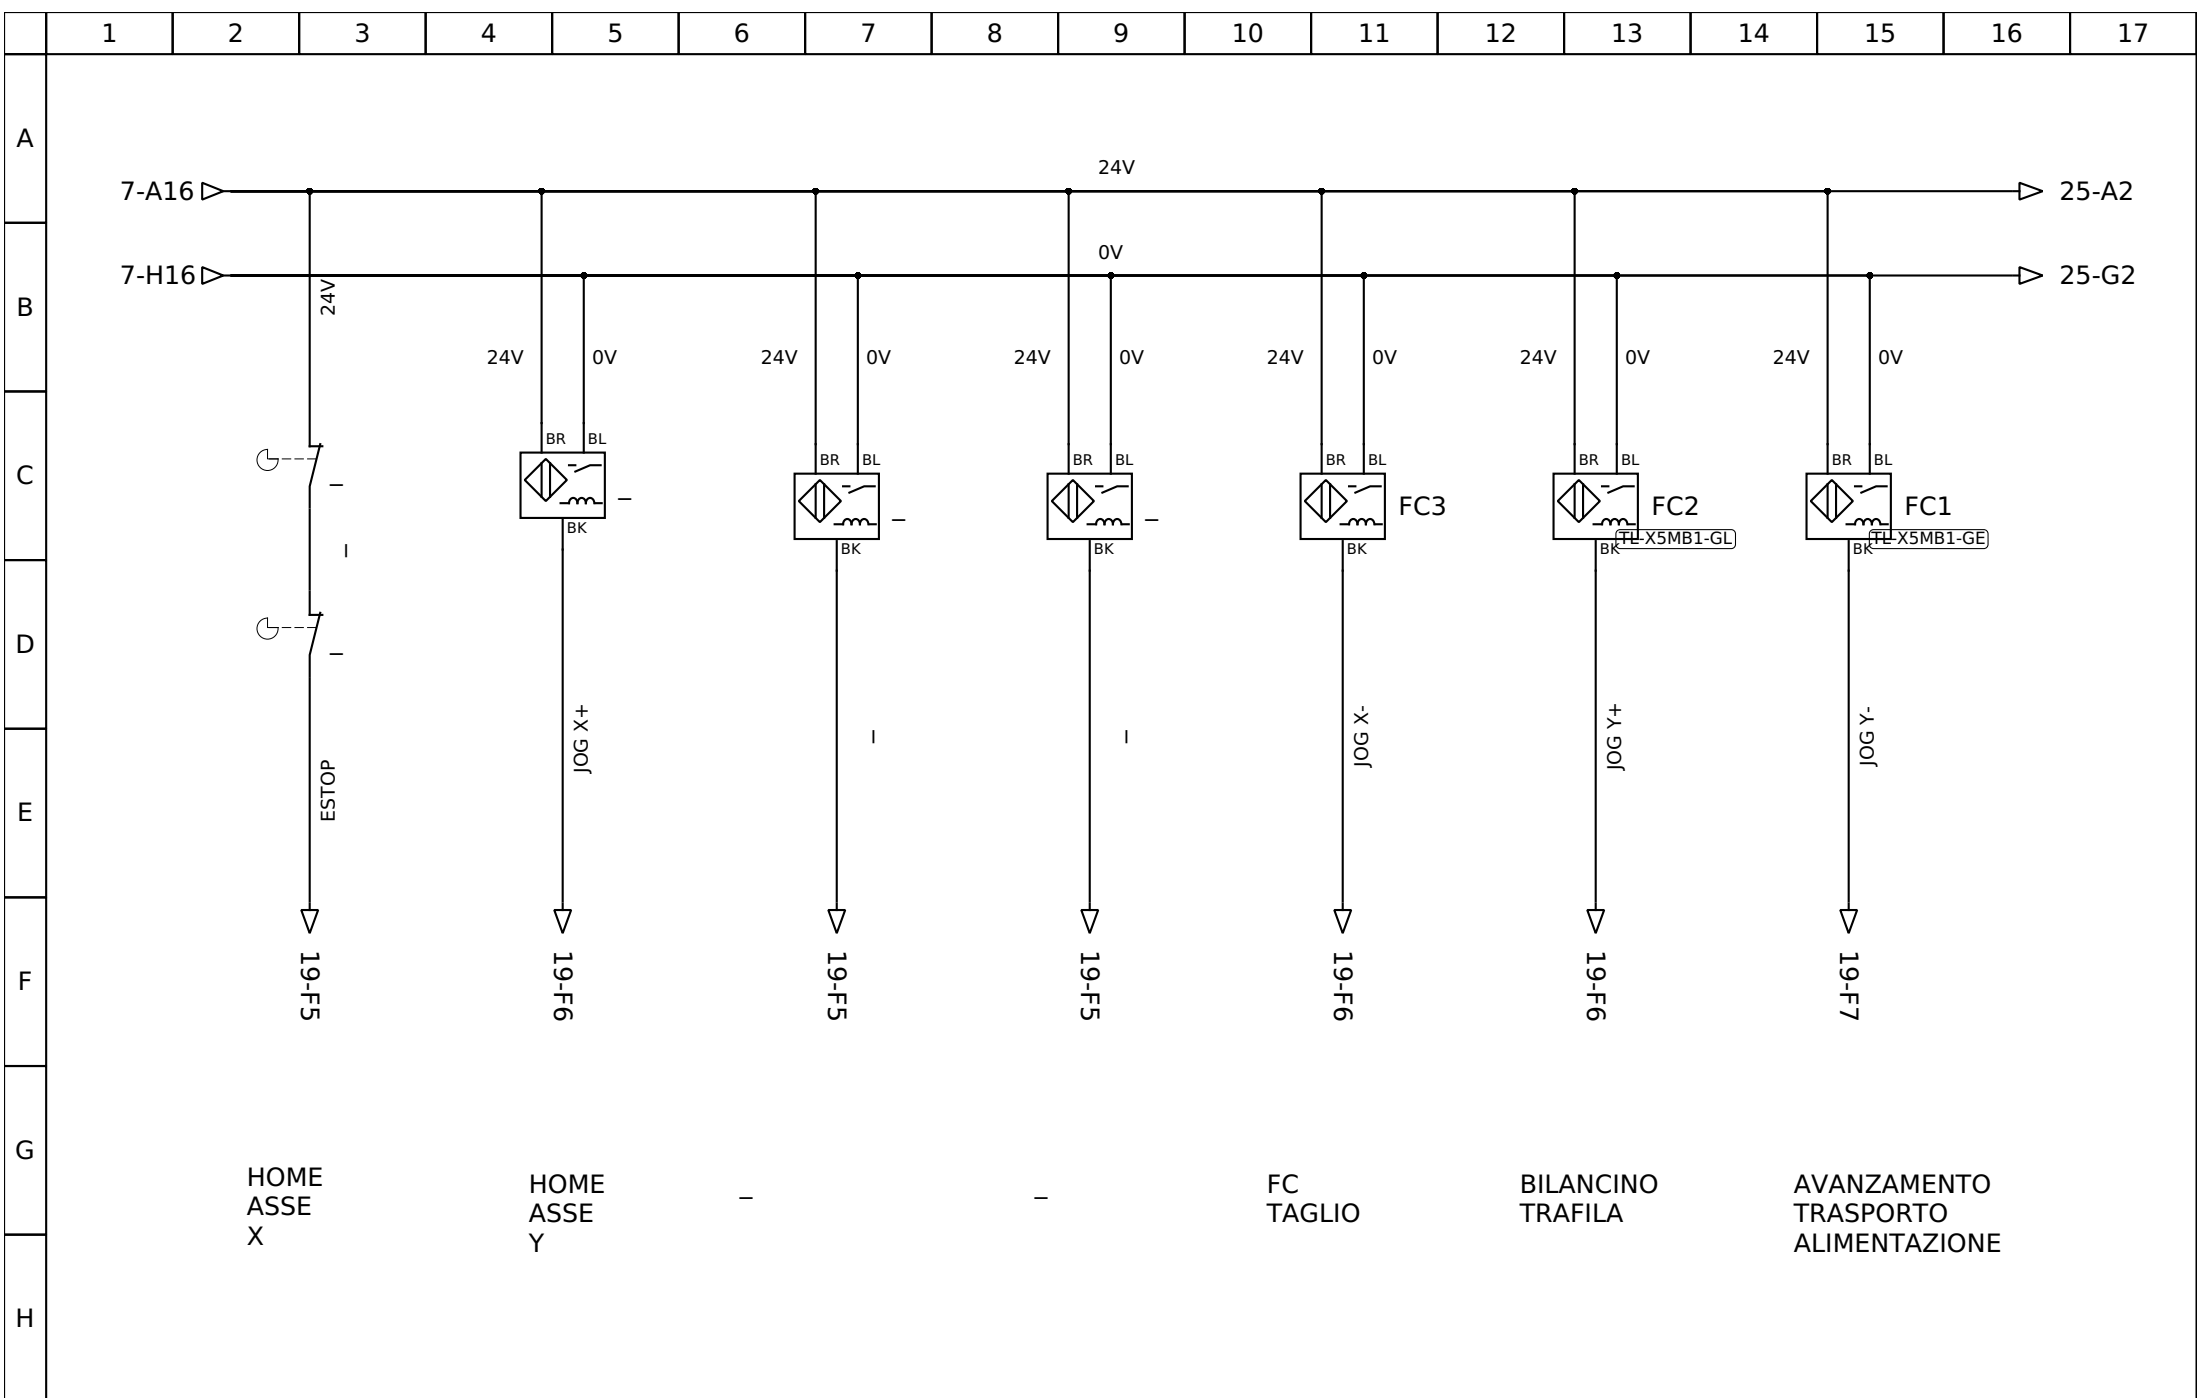 1 2 3 4 5 6 7 8 9 10 11 12 13 14 15 16 17
A
24V
7-A16 25-A2
0V
7-H16 25-G2
B
24V
24V 0V 24V 0V 24V 0V 24V 0V 24V 0V 24V 0V
BR BL
BR BL BR BL BR BL BR BL BR BL
C
–
–
– – FC3 FC2 FC1
BK
TL-X5MB1-GL TL-X5MB1-GE
BK BK BK BK BK
–
D
–
JOG X+ – – JOG X- JOG Y+ JOG Y-
ESTOP
E
F
19-F5 19-F6 19-F5 19-F5 19-F6 19-F6 19-F7
G
HOME
ASSE
X
HOME
ASSE
Y
–
–
FC
TAGLIO
BILANCINO
TRAFILA
AVANZAMENTO
TRASPORTO
ALIMENTAZIONE
H